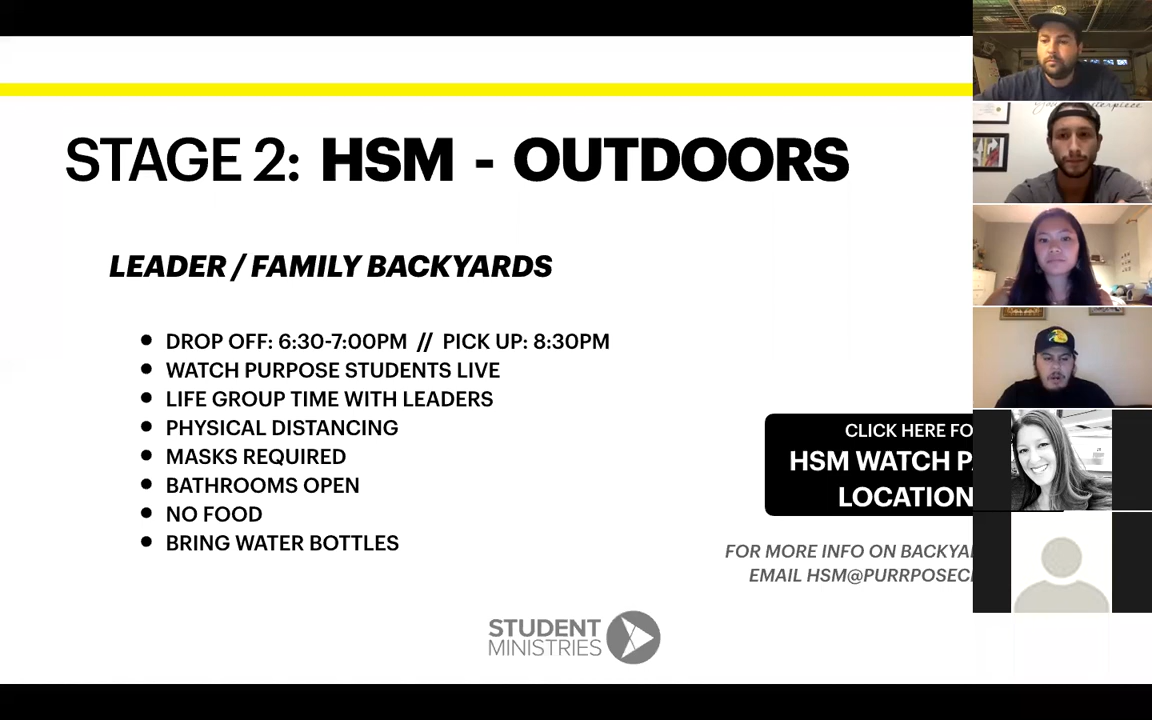 STAGE 2: HSM - OUTDOORS
LEADER / FAMILY BACKYARDS
DROP OFF: 6:30-7:00PM // PICK UP: 8:30PM
WATCH PURPOSE STUDENTS LIVE
LIFE GROUP TIME WITH LEADERS
PHYSICAL DISTANCING
MASKS REQUIRED
BATHROOMS OPEN
NO FOOD
BRING WATER BOTTLES
CLICK HERE FO
HSM WATCH P
LOCATION
FOR MORE INFO ON BACKYA
EMAIL HSM@PURRPOSEC
STUDENT
MINISTRIES